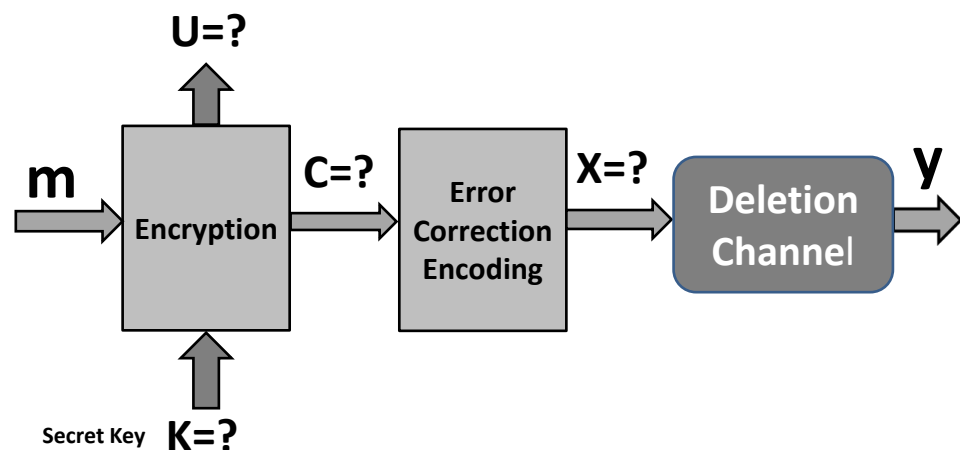 U=?
m
Encryption
C=?
Error
Correction
Encoding
X=?
Deletion
Channel
y
Secret Key K=?